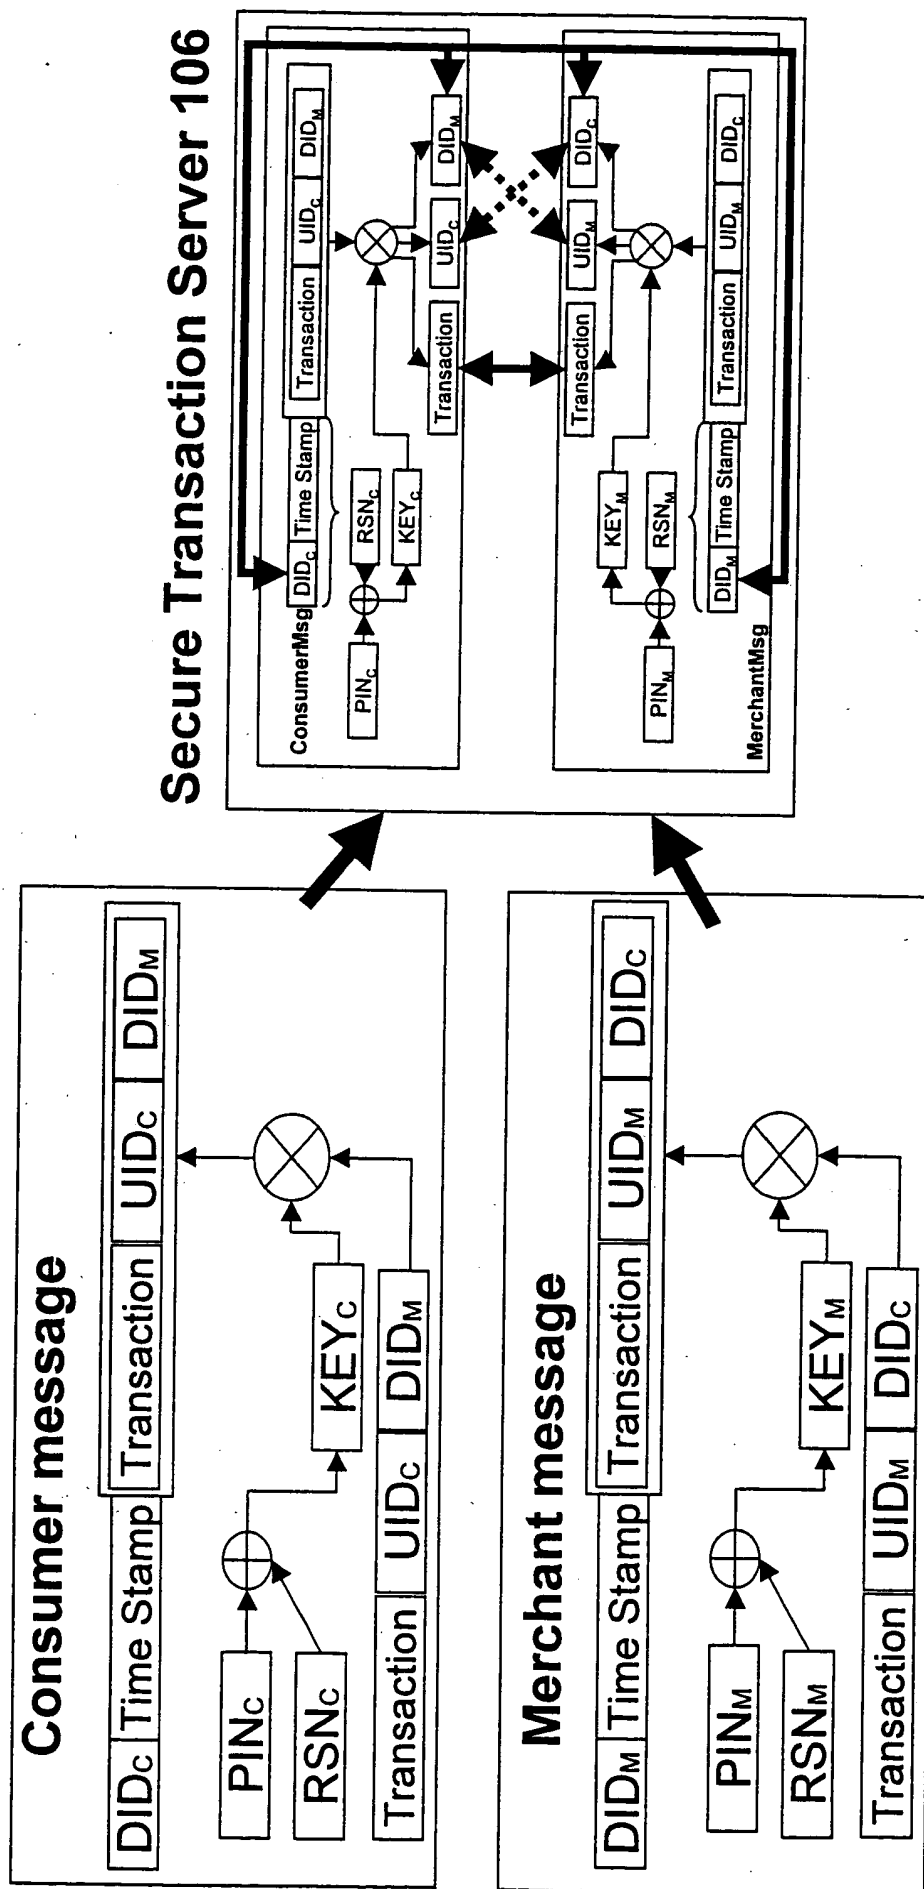 Consumer message
DIDC Time Stamp Transaction UIDC DIDM
PINC
RSNC
KEYC
Transaction UIDC DIDM
Merchant message
DIDM Time Stamp Transaction UIDM DIDC
PINM
RSNM
KEYM
Transaction UIDM DIDC
Secure Transaction Server 106
ConsumerMsg
DIDC Time Stamp Transaction UIDC DIDM
PINC
RSNC
KEYC
Transaction UIDC DIDM
Transaction UIDM DIDC
KEYM
RSNM
PINM
DIDM Time Stamp Transaction UIDM DIDC
MerchantMsg